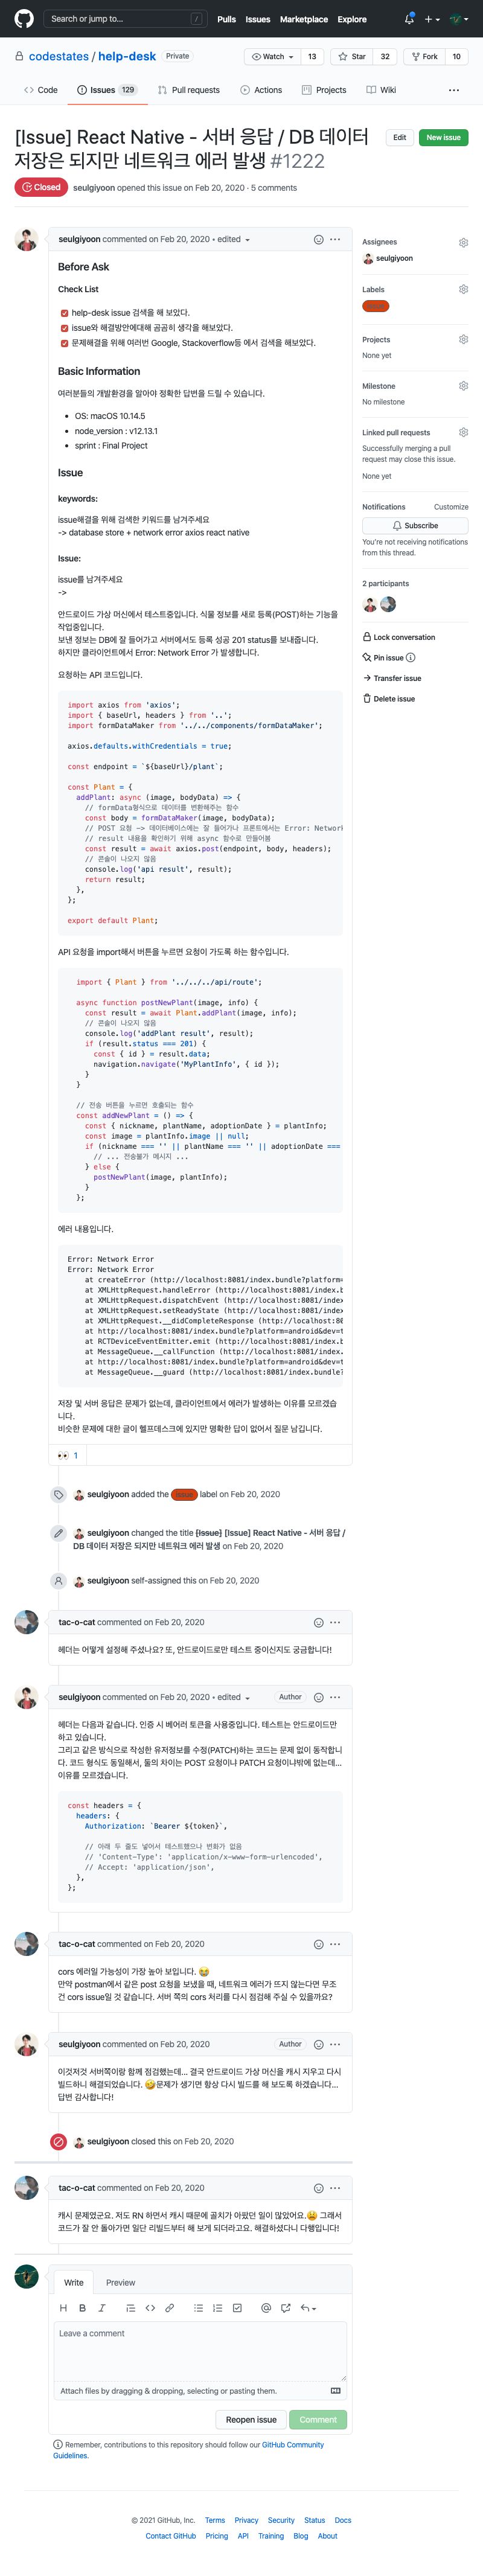 Search or jump to...
/
Pulls Issues Marketplace Explore
codestates / help-desk Private
Watch 13 Star 32 Fork 10
Code Issues 129 Pull requests Actions Projects Wiki
[Issue] React Native - 서버 응답 / DB 데이터
저장은 되지만 네트워크 에러 발생 #1222
Edit New issue
Closed seulgiyoon opened this issue on Feb 20, 2020 · 5 comments
seulgiyoon commented on Feb 20, 2020 • edited
Before Ask
Check List
help-desk issue 검색을 해 보았다.
issue와 해결방안에대해 곰곰히 생각을 해보았다.
문제해결을 위해 여러번 Google, Stackoverflow등 에서 검색을 해보았다.
Basic Information
여러분들의 개발환경을 알아야 정확한 답변을 드릴 수 있습니다.
OS: macOS 10.14.5
node_version : v12.13.1
sprint : Final Project
Issue
keywords:
issue해결을 위해 검색한 키워드를 남겨주세요
-> database store + network error axios react native
Issue:
issue를 남겨주세요
->
안드로이드 가상 머신에서 테스트중입니다. 식물 정보를 새로 등록(POST)하는 기능을
작업중입니다.
보낸 정보는 DB에 잘 들어가고 서버에서도 등록 성공 201 status를 보내줍니다.
하지만 클라이언트에서 Error: Network Error 가 발생합니다.
요청하는 API 코드입니다.
import axios from 'axios';
import { baseUrl, headers } from '..';
import formDataMaker from '../../components/formDataMaker';
axios.defaults.withCredentials = true;
const endpoint = `${baseUrl}/plant`;
const Plant = {
addPlant: async (image, bodyData) => {
// formData형식으로 데이터를 변환해주는 함수
const body = formDataMaker(image, bodyData);
// POST 요청 -> 데이터베이스에는 잘 들어가나 프론트에서는 Error: Network
// result 내용을 확인하기 위해 async 함수로 만들어봄
const result = await axios.post(endpoint, body, headers);
// 콘솔이 나오지 않음
console.log('api result', result);
return result;
},
};
export default Plant;
API 요청을 import해서 버튼을 누르면 요청이 가도록 하는 함수입니다.
import { Plant } from '../../../api/route';
async function postNewPlant(image, info) {
const result = await Plant.addPlant(image, info);
// 콘솔이 나오지 않음
console.log('addPlant result', result);
if (result.status === 201) {
const { id } = result.data;
navigation.navigate('MyPlantInfo', { id });
}
}
// 전송 버튼을 누르면 호출되는 함수
const addNewPlant = () => {
const { nickname, plantName, adoptionDate } = plantInfo;
const image = plantInfo.image || null;
if (nickname === '' || plantName === '' || adoptionDate ===
// ... 전송불가 메시지 ...
} else {
postNewPlant(image, plantInfo);
}
};
에러 내용입니다.
Error: Network Error
Error: Network Error
at createError (http://localhost:8081/index.bundle?platform=
at XMLHttpRequest.handleError (http://localhost:8081/index.b
at XMLHttpRequest.dispatchEvent (http://localhost:8081/index
at XMLHttpRequest.setReadyState (http://localhost:8081/index
at XMLHttpRequest.__didCompleteResponse (http://localhost:80
at http://localhost:8081/index.bundle?platform=android&dev=t
at RCTDeviceEventEmitter.emit (http://localhost:8081/index.b
at MessageQueue.__callFunction (http://localhost:8081/index.
at http://localhost:8081/index.bundle?platform=android&dev=t
at MessageQueue.__guard (http://localhost:8081/index.bundle?
저장 및 서버 응답은 문제가 없는데, 클라이언트에서 에러가 발생하는 이유를 모르겠습니
다.
비슷한 문제에 대한 글이 헬프데스크에 있지만 명확한 답이 없어서 질문 남깁니다.
👀 1
Assignees
seulgiyoon
Labels
Projects
None yet
Milestone
No milestone
Linked pull requests
Successfully merging a pull
request may close this issue.
None yet
Notifications Customize
Subscribe
You're not receiving notifications
from this thread.
2 participants
Lock conversation
Pin issue
Transfer issue
Delete issue
seulgiyoon added the label on Feb 20, 2020
seulgiyoon changed the title [Issue] [Issue] React Native - 서버 응답 /
DB 데이터 저장은 되지만 네트워크 에러 발생 on Feb 20, 2020
seulgiyoon self-assigned this on Feb 20, 2020
tac-o-cat commented on Feb 20, 2020
헤더는 어떻게 설정해 주셨나요? 또, 안드로이드로만 테스트 중이신지도 궁금합니다!
seulgiyoon commented on Feb 20, 2020 • edited Author
헤더는 다음과 같습니다. 인증 시 베어러 토큰을 사용중입니다. 테스트는 안드로이드만
하고 있습니다.
그리고 같은 방식으로 작성한 유저정보를 수정(PATCH)하는 코드는 문제 없이 동작합니
다. 코드 형식도 동일해서, 둘의 차이는 POST 요청이냐 PATCH 요청이냐밖에 없는데...
이유를 모르겠습니다.
const headers = {
headers: {
Authorization: `Bearer ${token}`,
// 아래 두 줄도 넣어서 테스트했으나 변화가 없음
// 'Content-Type': 'application/x-www-form-urlencoded',
// Accept: 'application/json',
},
};
tac-o-cat commented on Feb 20, 2020
cors 에러일 가능성이 가장 높아 보입니다. 😭
만약 postman에서 같은 post 요청을 보냈을 때, 네트워크 에러가 뜨지 않는다면 무조
건 cors issue일 것 같습니다. 서버 쪽의 cors 처리를 다시 점검해 주실 수 있을까요?
seulgiyoon commented on Feb 20, 2020 Author
이것저것 서버쪽이랑 함께 점검했는데... 결국 안드로이드 가상 머신을 캐시 지우고 다시
빌드하니 해결되었습니다. 🤣문제가 생기면 항상 다시 빌드를 해 보도록 하겠습니다...
답변 감사합니다!
seulgiyoon closed this on Feb 20, 2020
tac-o-cat commented on Feb 20, 2020
캐시 문제였군요. 저도 RN 하면서 캐시 때문에 골치가 아팠던 일이 많았어요.😫 그래서
코드가 잘 안 돌아가면 일단 리빌드부터 해 보게 되더라고요. 해결하셨다니 다행입니다!
Write Preview
Leave a comment
Attach files by dragging & dropping, selecting or pasting them.
Reopen issue Comment
Remember, contributions to this repository should follow our GitHub Community
Guidelines.
© 2021 GitHub, Inc. Terms Privacy Security Status Docs
Contact GitHub Pricing API Training Blog About